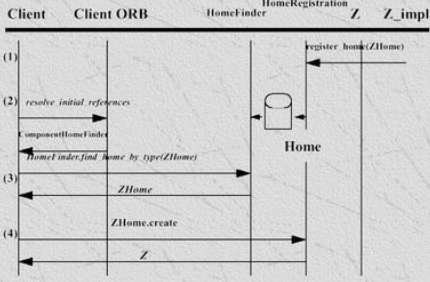 HomeRegistration
Client Client ORB HomeFinder Z Z_impl
(1) register_home(ZHome)
(2) resolve_initial_references
ComponentHomeFinder
Home
HomeFinder.find_home_by_type(ZHome)
(3)
ZHome
ZHome.create
(4)
Z